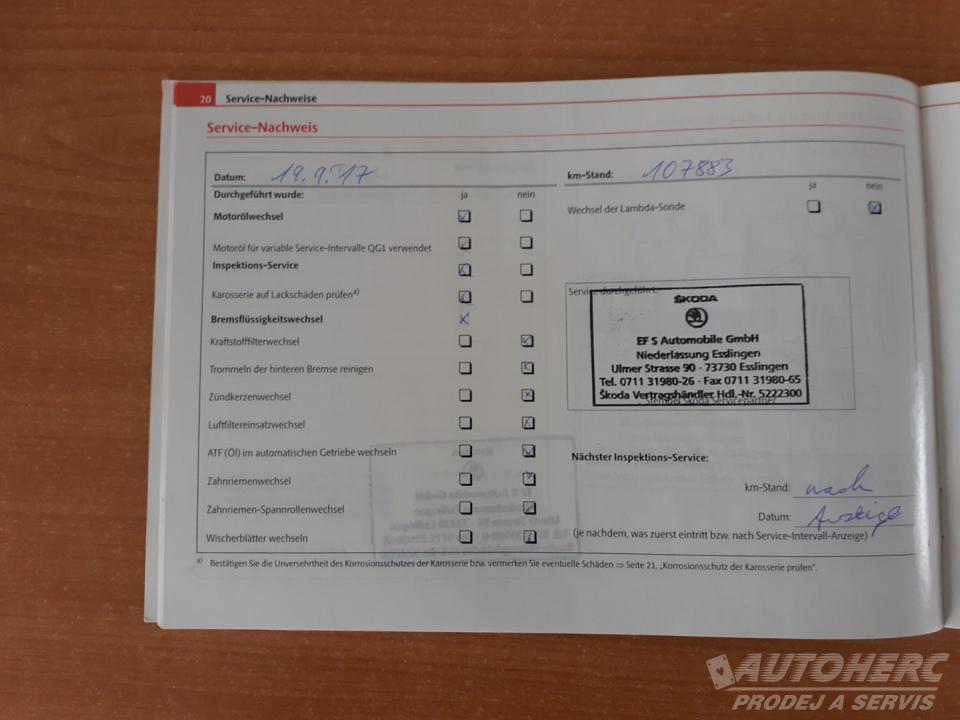 20 Service-Nachweise
Service-Nachweis
Datum: 19.9.17
km-Stand: 107883
Durchgeführt wurde: ja nein
ja nein
Motorölwechsel
Wechsel der Lambda-Sonde
Motoröl für variable Service-Intervalle QG1 verwendet
Inspektions-Service
Karosserie auf Lackschäden prüfen a)
Bremsflüssigkeitswechsel x
Kraftstofffilterwechsel
Trommeln der hinteren Bremse reinigen
Zündkerzenwechsel
Luftfiltereinsatzwechsel
ATF (Öl) im automatischen Getriebe wechseln
Zahnriemenwechsel
Zahnriemen-Spannrollenwechsel
Wischerblätter wechseln
Service durchgeführt:
ŠKODA
EF S Automobile GmbH
Niederlassung Esslingen
Ulmer Strasse 90 · 73730 Esslingen
Tel. 0711 31980-26 · Fax 0711 31980-65
Škoda Vertragshändler Hdl.-Nr. 5222300
Stempel Škoda Servicepartner
Nächster Inspektions-Service:
km-Stand: nach
Datum: Anzeige
(je nachdem, was zuerst eintritt bzw. nach Service-Intervall-Anzeige)
a) Bestätigen Sie die Unversehrtheit des Korrosionsschutzes der Karosserie bzw. vermerken Sie eventuelle Schäden ⇒ Seite 21, „Korrosionsschutz der Karosserie prüfen“.
AUTOHERC
PRODEJ A SERVIS